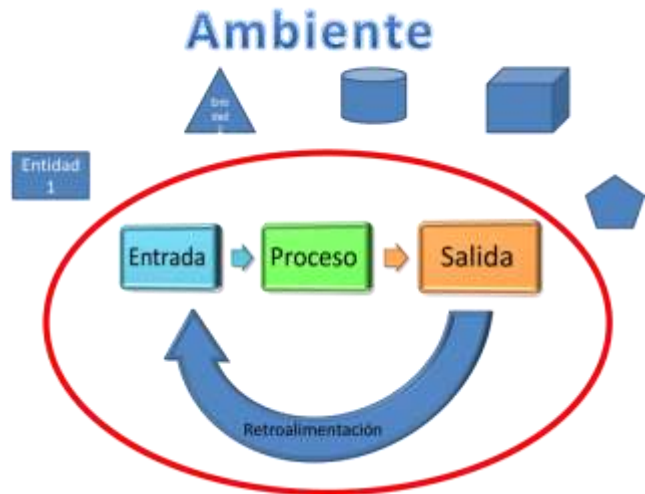 Ambiente
Entidad
1
Entrada
Proceso
Salida
Retroalimentación